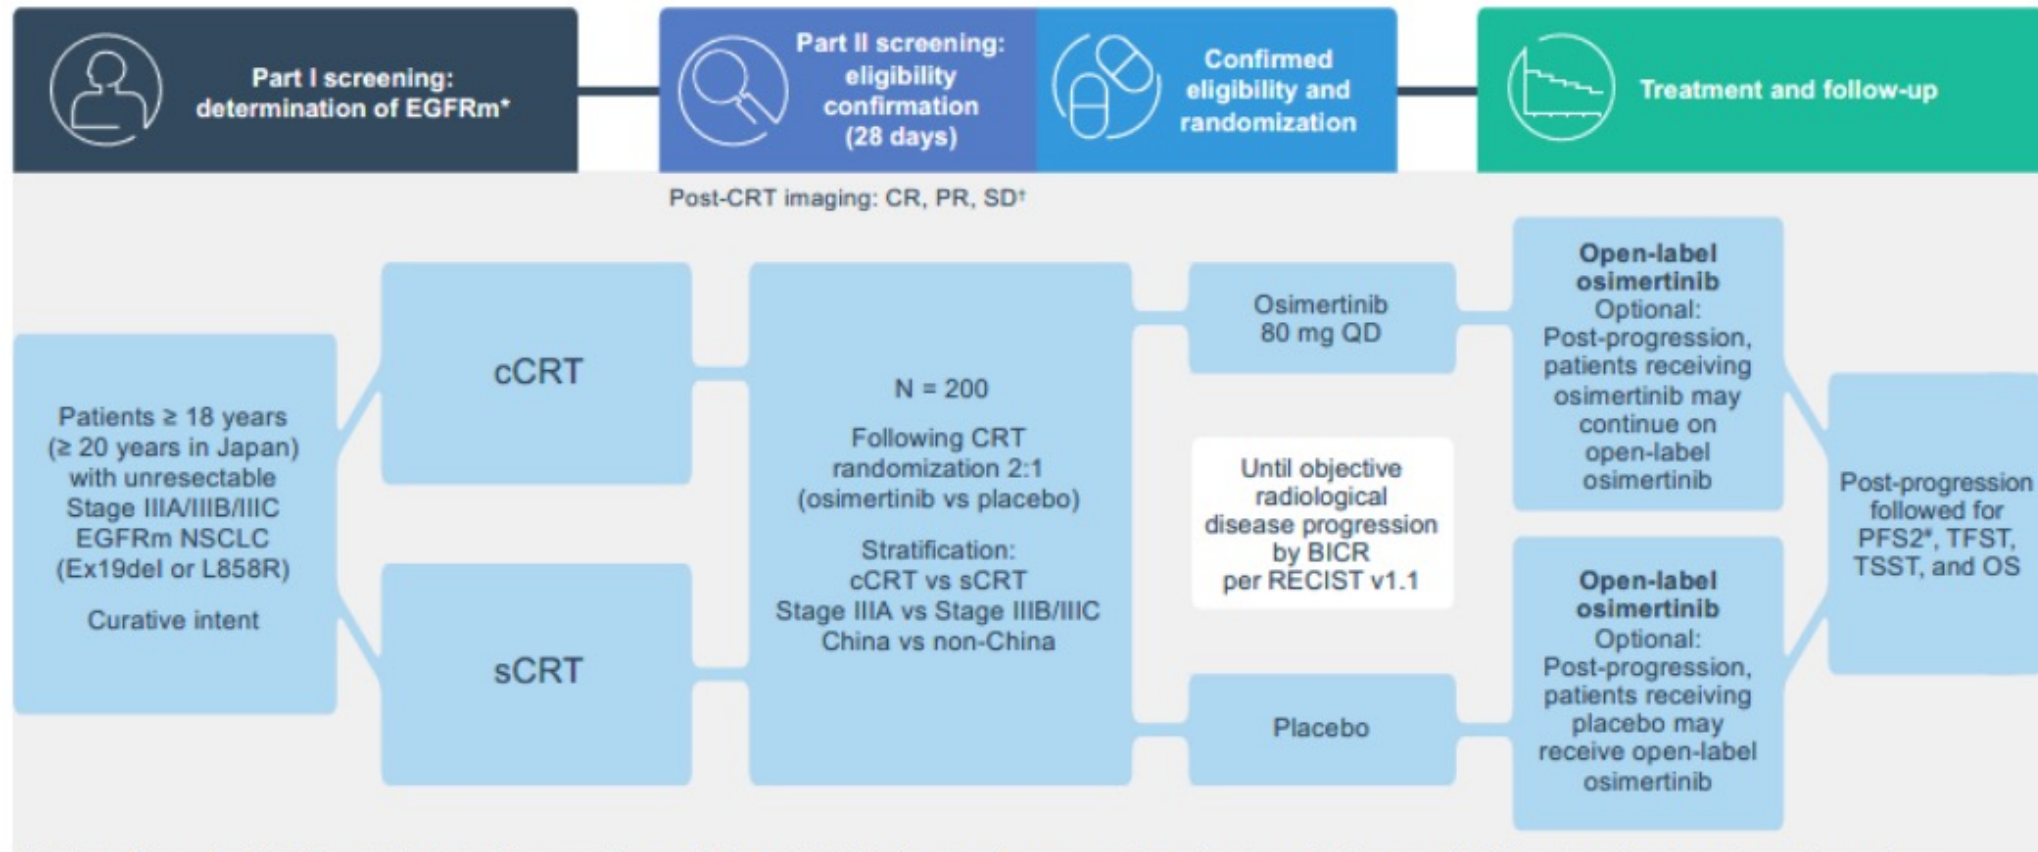 Part I screening:
determination of EGFRm*
Part II screening:
eligibility
confirmation
(28 days)
Confirmed
eligibility and
randomization
Treatment and follow-up
Post-CRT imaging: CR, PR, SD†
Patients ≥ 18 years
(≥ 20 years in Japan)
with unresectable
Stage IIIA/IIIB/IIIC
EGFRm NSCLC
(Ex19del or L858R)
Curative intent
cCRT
sCRT
N = 200
Following CRT
randomization 2:1
(osimertinib vs placebo)
Stratification:
cCRT vs sCRT
Stage IIIA vs Stage IIIB/IIIC
China vs non-China
Osimertinib
80 mg QD
Until objective
radiological
disease progression
by BICR
per RECIST v1.1
Placebo
Open-label
osimertinib
Optional:
Post-progression,
patients receiving
osimertinib may
continue on
open-label
osimertinib
Open-label
osimertinib
Optional:
Post-progression,
patients receiving
placebo may
receive open-label
osimertinib
Post-progression
followed for
PFS2#, TFST,
TSST, and OS